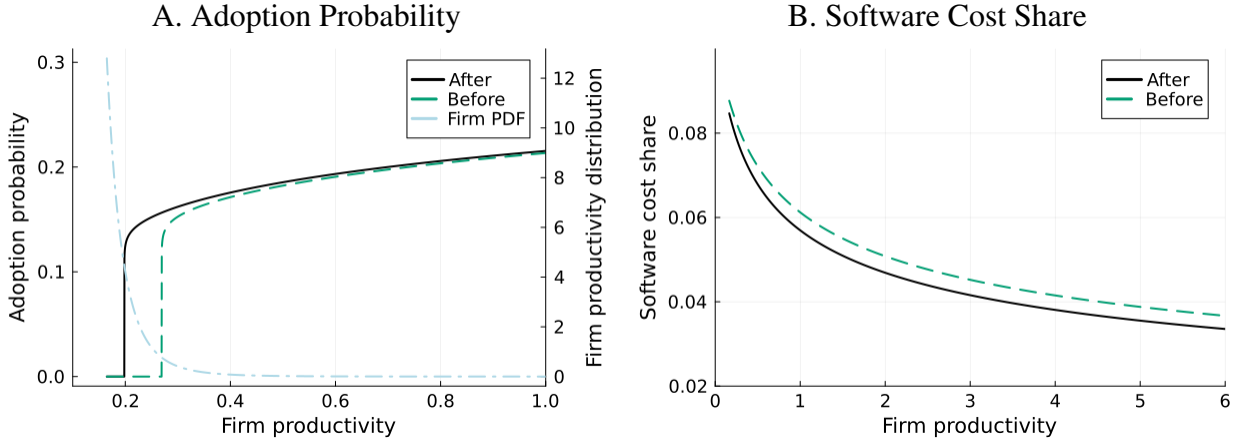 A. Adoption Probability
Adoption probability
0.3
0.2
0.1
0.0
0.2
0.4
0.6
0.8
1.0
Firm productivity
12
10
8
6
4
2
0
Firm productivity distribution
After
Before
Firm PDF
B. Software Cost Share
Software cost share
0.08
0.06
0.04
0.02
0
1
2
3
4
5
6
Firm productivity
After
Before